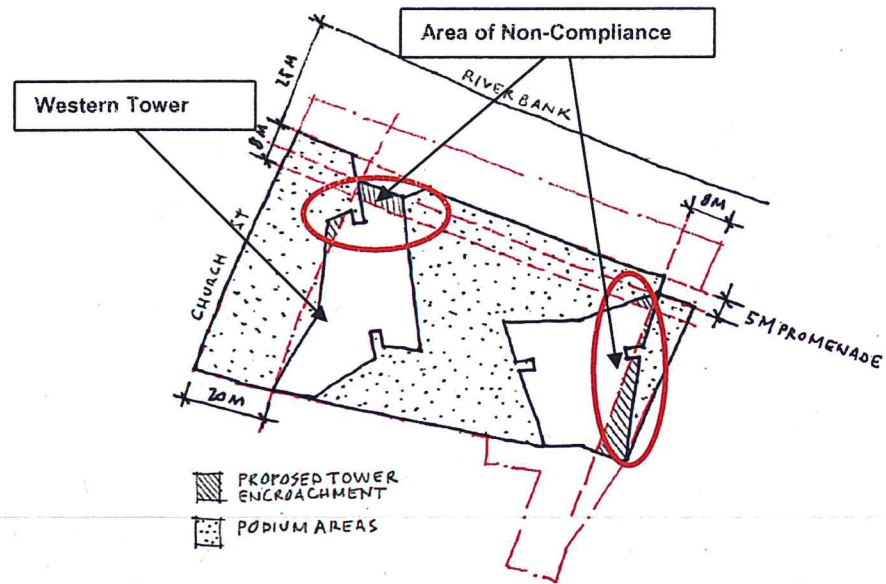 Area of Non-Compliance
Western Tower
25M
8M
RIVER BANK
8M
CHURCH ST
5M PROMENADE
20M
PROPOSED TOWER
ENCROACHMENT
PODIUM AREAS